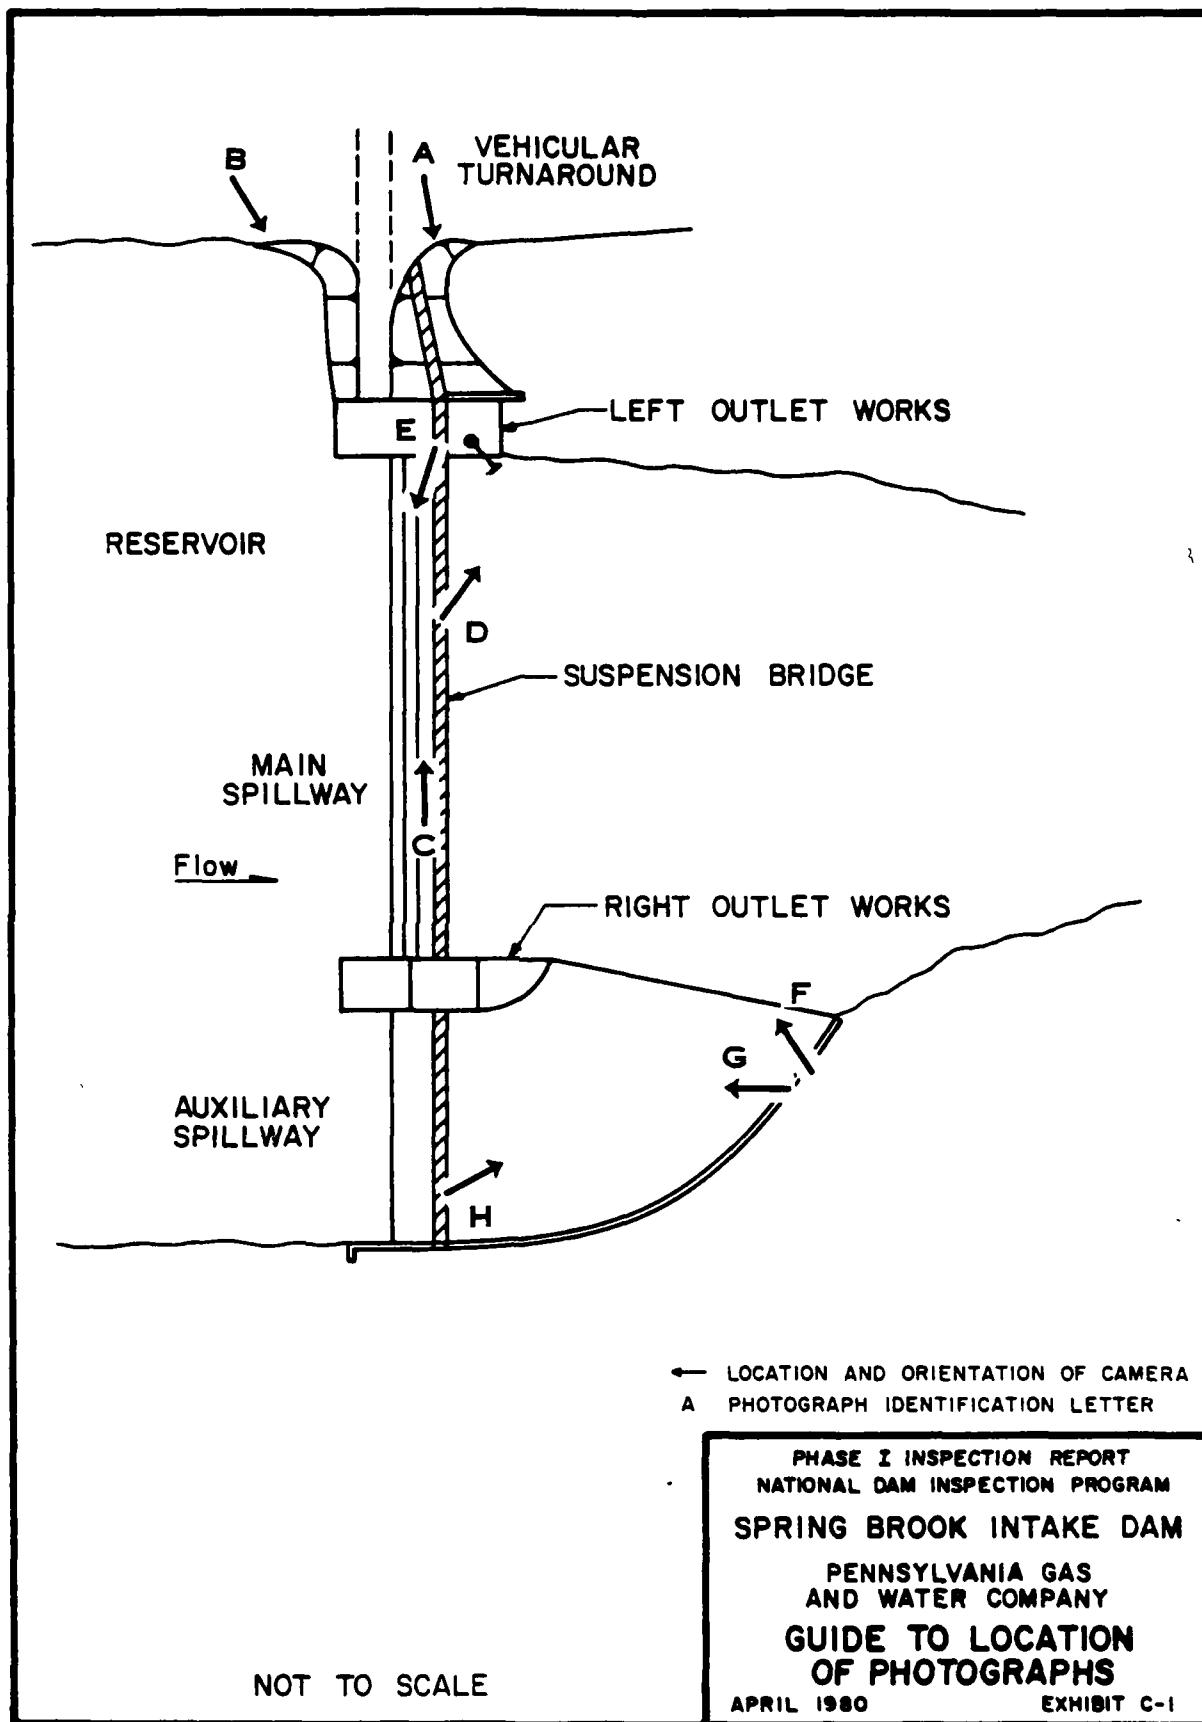 B
A
VEHICULAR
TURNAROUND
E
LEFT OUTLET WORKS
RESERVOIR
D
SUSPENSION BRIDGE
MAIN
SPILLWAY
C
Flow
RIGHT OUTLET WORKS
F
G
AUXILIARY
SPILLWAY
H
LOCATION AND ORIENTATION OF CAMERA
A PHOTOGRAPH IDENTIFICATION LETTER
PHASE I INSPECTION REPORT
NATIONAL DAM INSPECTION PROGRAM
SPRING BROOK INTAKE DAM
PENNSYLVANIA GAS
AND WATER COMPANY
GUIDE TO LOCATION
OF PHOTOGRAPHS
APRIL 1980 EXHIBIT C-1
NOT TO SCALE